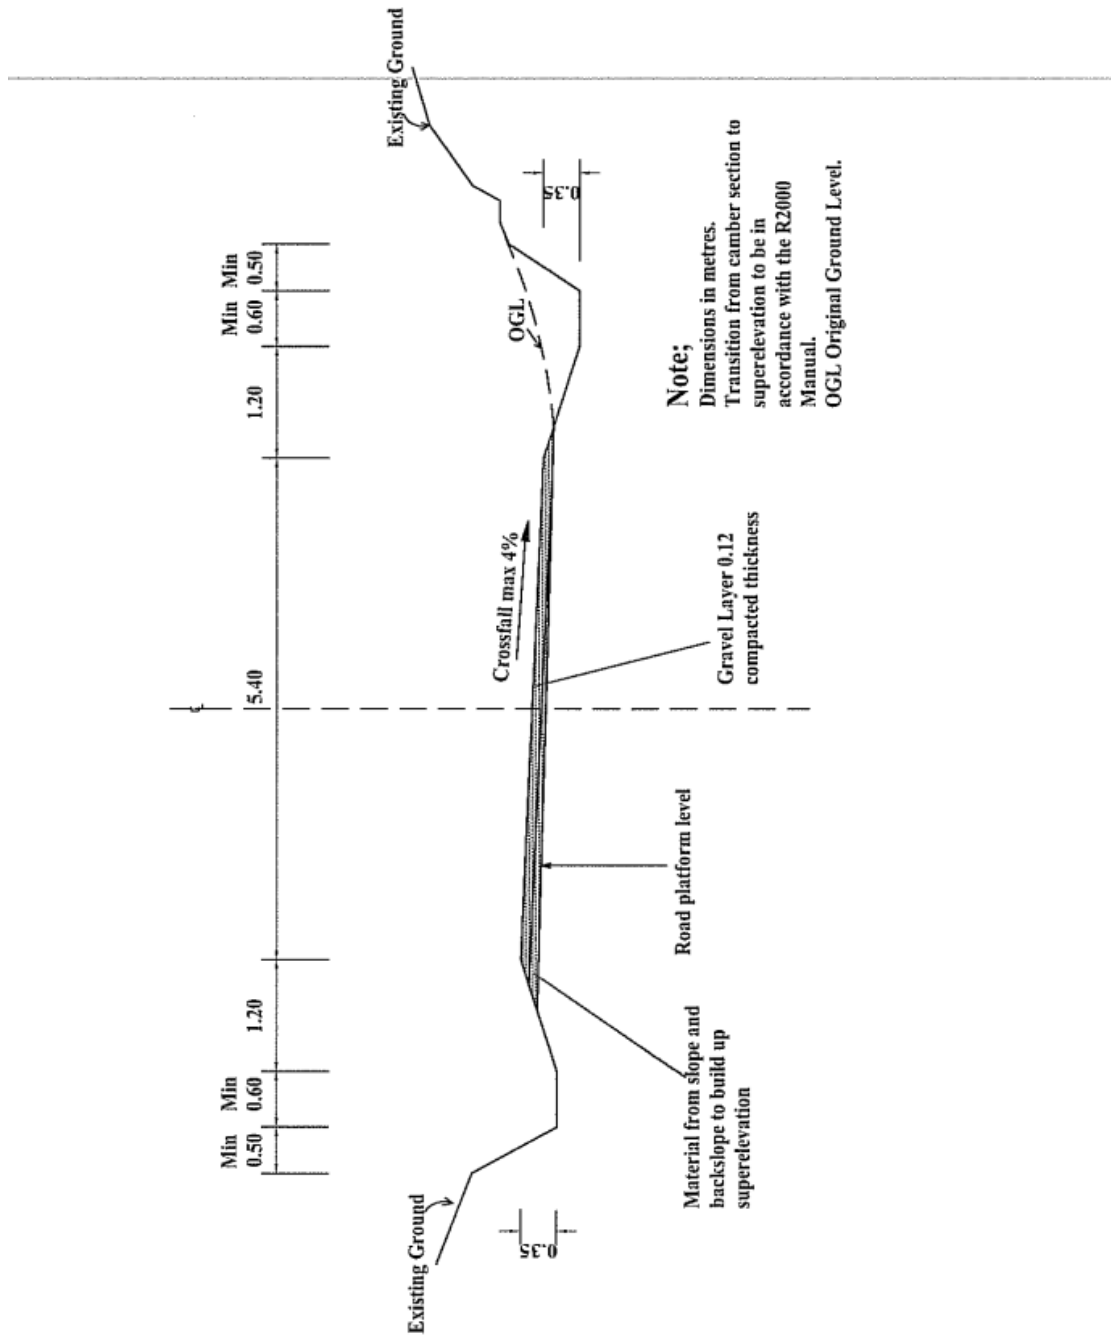 Min
0.50
Min
0.60
1.20
5.40
1.20
Min
0.60
Min
0.50
Existing Ground
Existing Ground
OGL
Crossfall max 4%
0.35
0.35
Road platform level
Gravel Layer 0.12
compacted thickness
Material from slope and
backslope to build up
superelevation
Note;
Dimensions in metres.
Transition from camber section to
superelevation to be in
accordance with the R2000
Manual.
OGL Original Ground Level.